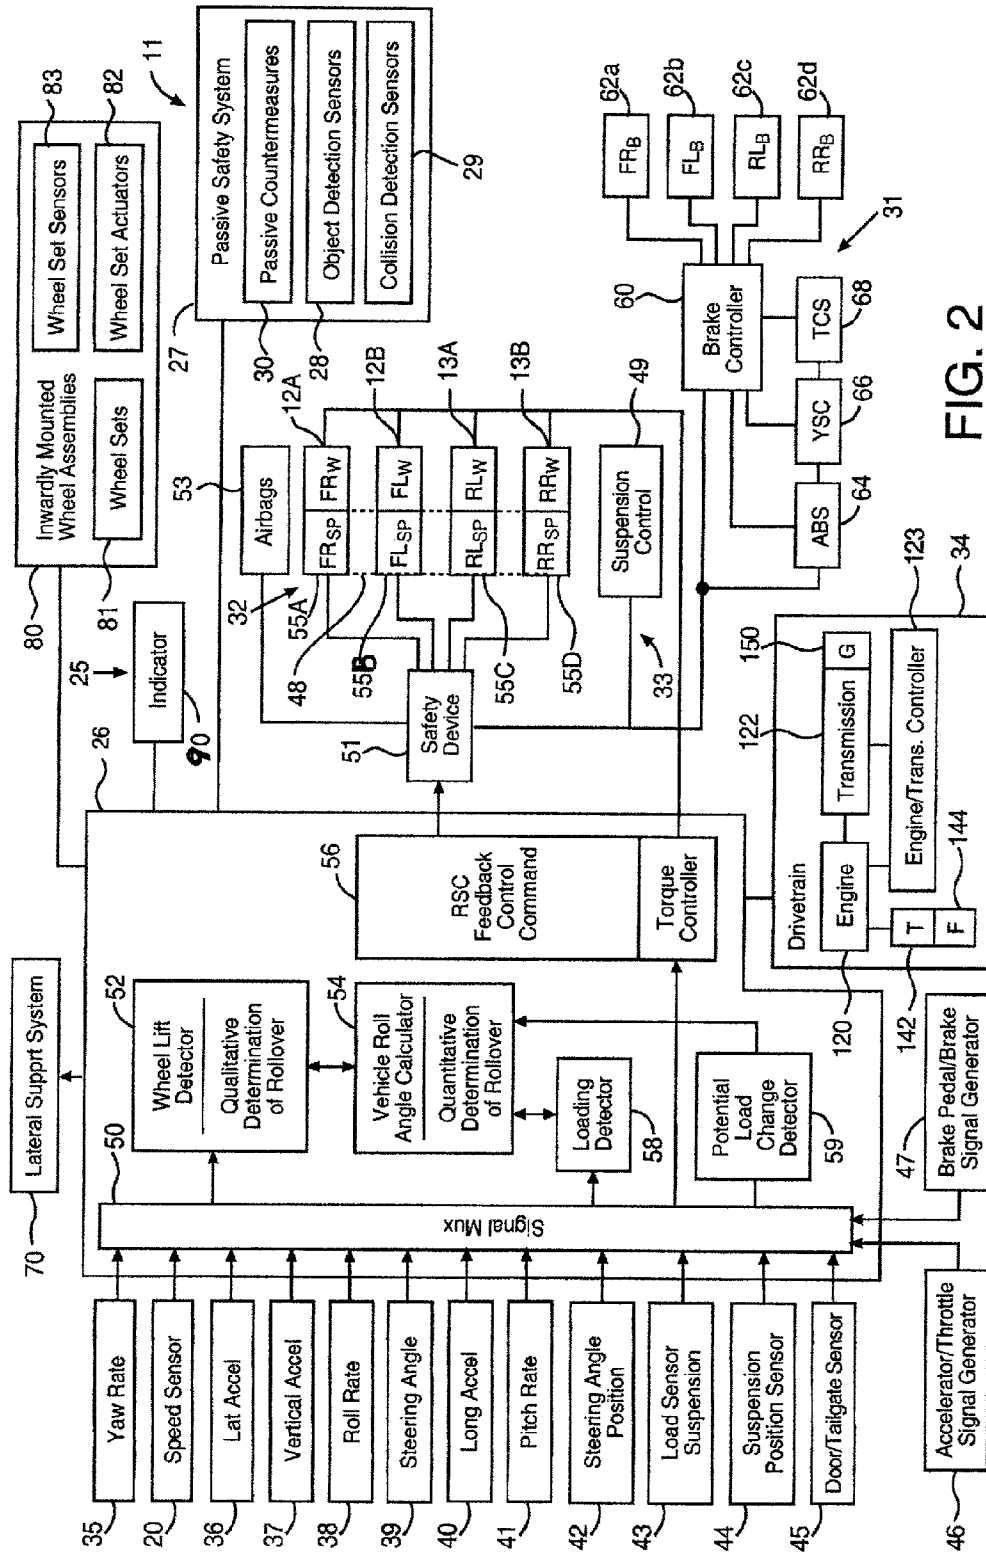 70
Lateral Supprt System
26
25
Indicator
90
80
Inwardly Mounted
Wheel Assemblies
Wheel Set Sensors
83
81
Wheel Sets
Wheel Set Actuators
82
11
27
Passive Safety System
30
Passive Countermeasures
28
Object Detection Sensors
Collision Detection Sensors
29
35
Yaw Rate
20
Speed Sensor
36
Lat Accel
37
Vertical Accel
38
Roll Rate
39
Steering Angle
40
Long Accel
41
Pitch Rate
42
Steering Angle
Position
43
Load Sensor
Suspension
44
Suspension
Position Sensor
45
Door/Tailgate Sensor
46
Accelerator/Throttle
Signal Generator
47
Brake Pedal/Brake
Signal Generator
50
Signal Mux
52
Wheel Lift
Detector
Qualitative
Determination
of Rollover
54
Vehicle Roll
Angle Calculator
Quantitative
Determination
of Rollover
Loading
Detector
58
Potential
Load
Change
Detector
59
56
RSC
Feedback
Control
Command
Torque
Controller
51
Safety
Device
53
Airbags
32
55A
FRSP
FRW
12A
48
55B
FLSP
FLW
12B
55C
RLSP
RLW
13A
55D
RRSP
RRW
13B
33
Suspension
Control
49
60
Brake
Controller
FRB
62a
FLB
62b
RLB
62c
RRB
62d
31
ABS
64
YSC
66
TCS
68
Drivetrain
34
120
Engine
122
Transmission
G
150
Engine/Trans. Controller
123
142
T
F
144
FIG. 2